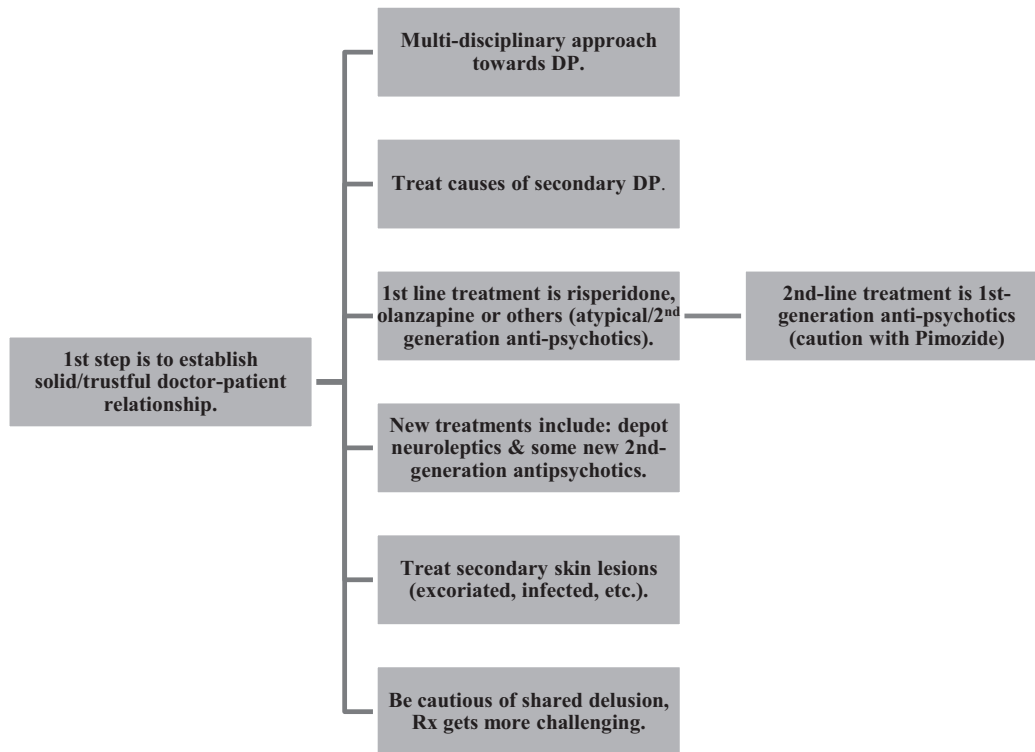 Multi-disciplinary approach
towards DP.
Treat causes of secondary DP.
1st line treatment is risperidone,
olanzapine or others (atypical/2nd
generation anti-psychotics).
2nd-line treatment is 1st-
generation anti-psychotics
(caution with Pimozide)
1st step is to establish
solid/trustful doctor-patient
relationship.
New treatments include: depot
neuroleptics & some new 2nd-
generation antipsychotics.
Treat secondary skin lesions
(excoriated, infected, etc.).
Be cautious of shared delusion,
Rx gets more challenging.